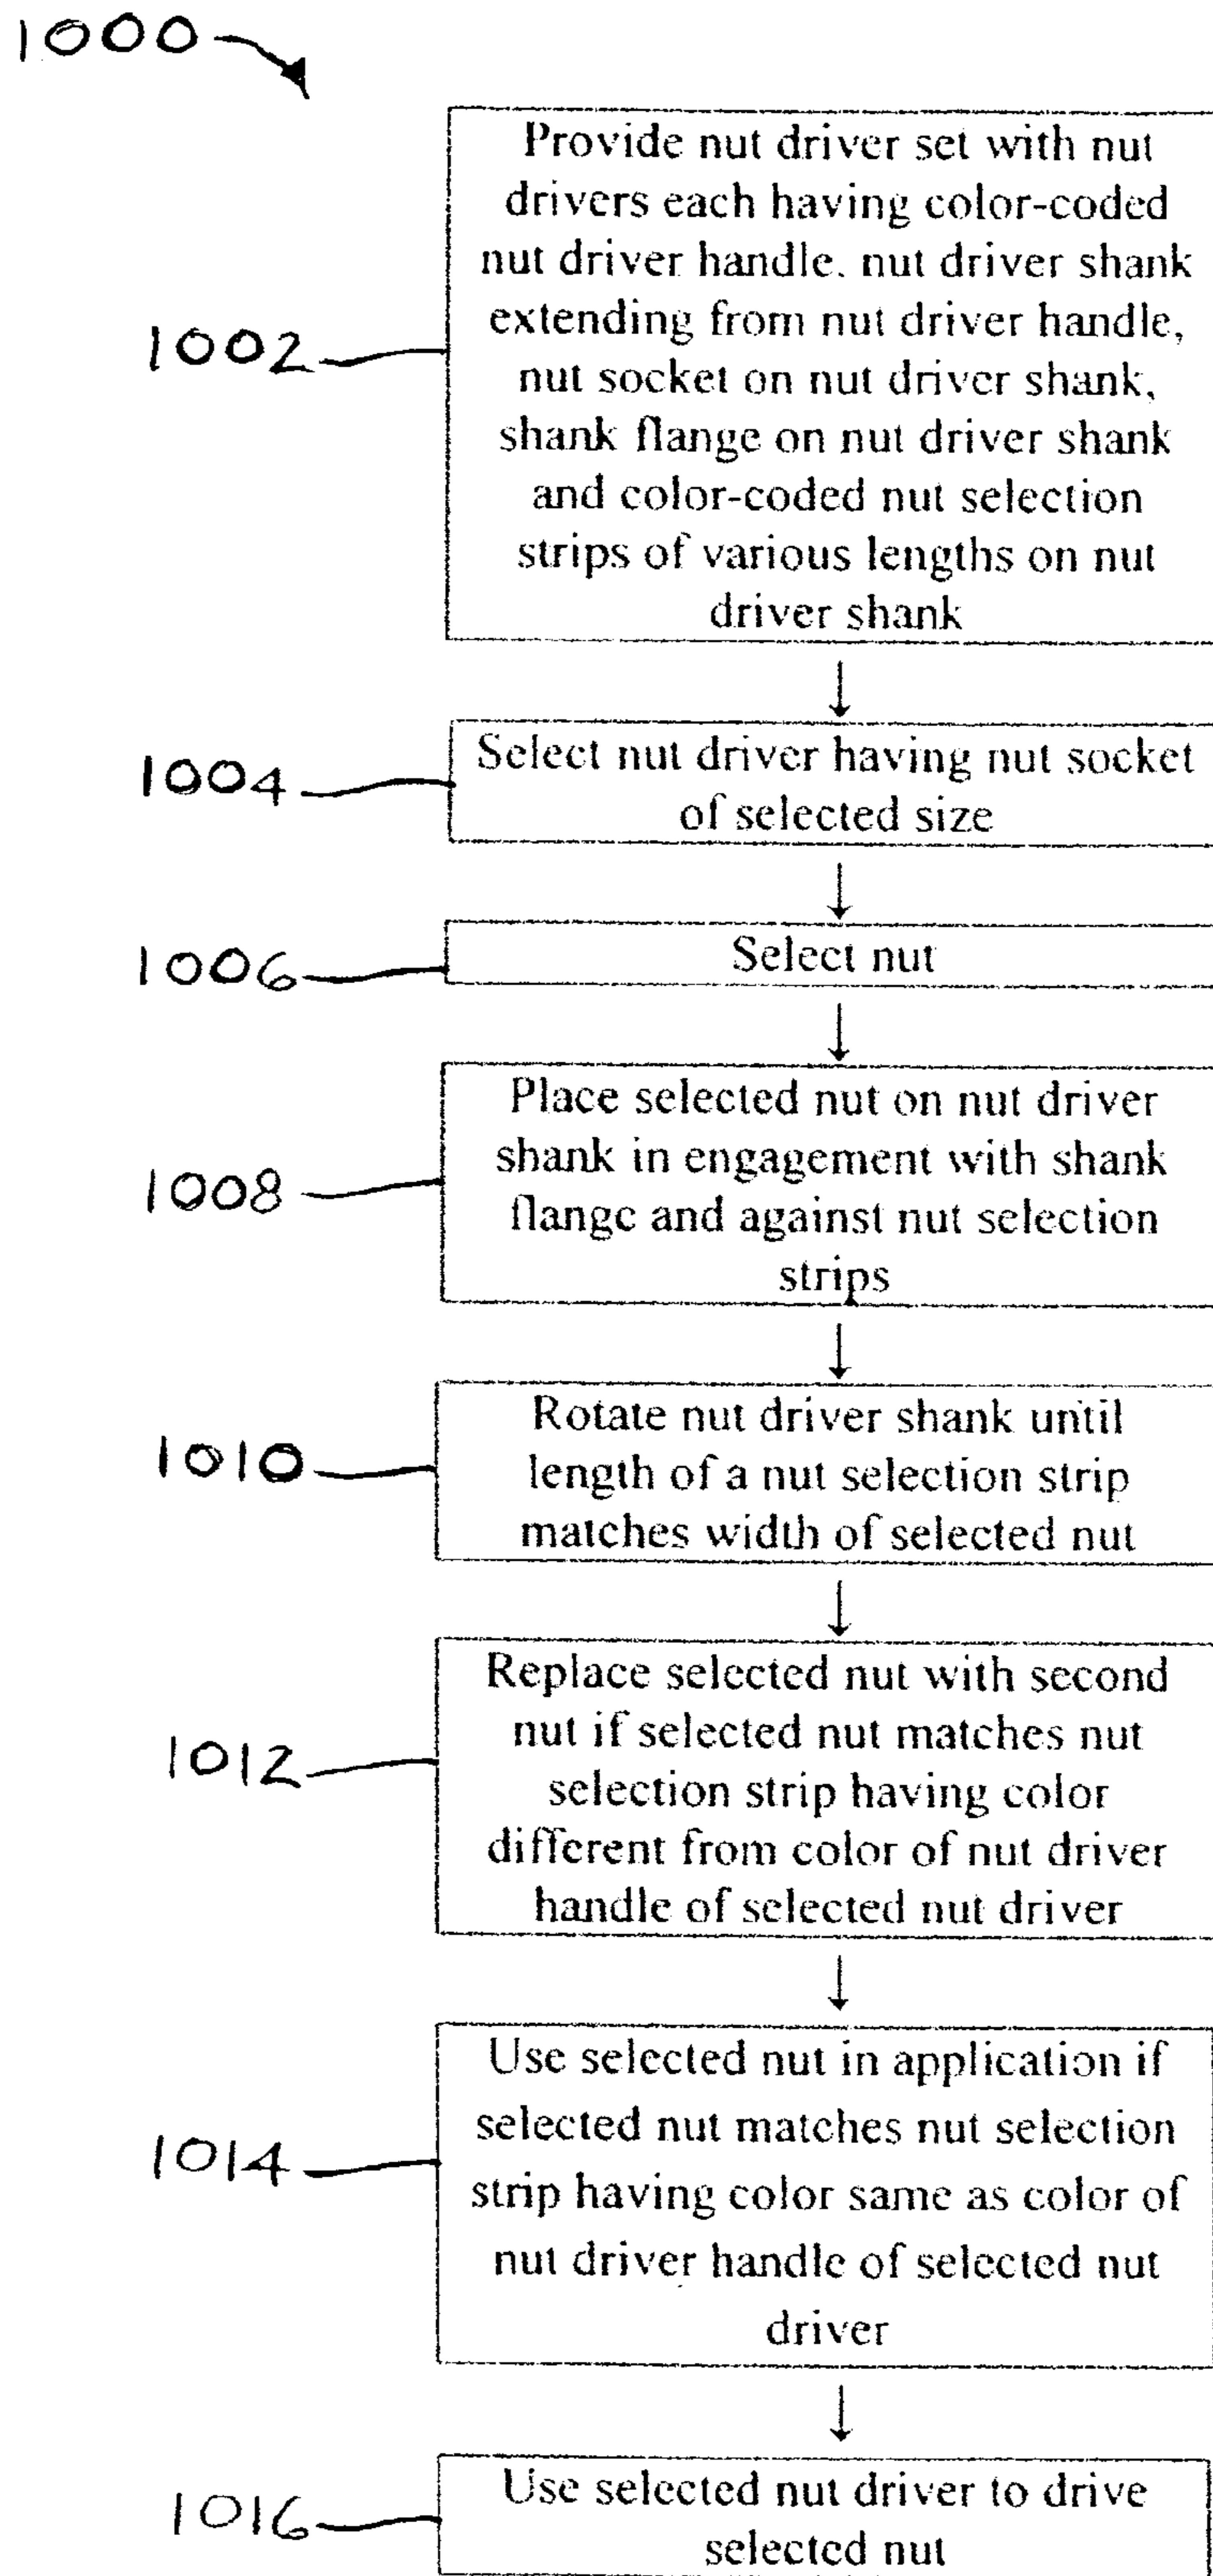 1000
Provide nut driver set with nut
drivers each having color-coded
nut driver handle. nut driver shank
extending from nut driver handle,
1002
nut socket on nut driver shank,
shank flange on nut driver shank
and color-coded nut selection
strips of various lengths on nut
driver shank
1004
Select nut driver having nut socket
of selected size
1006
Select nut
Place selected nut on nut driver
shank in engagement with shank
1008
flange and against nut selection
strips
Rotate nut driver shank until
1010
length of a nut selection strip
matches width of selected nut
Replace selected nut with second
nut if selected nut matches nut
1012
selection strip having color
different from color of nut driver
handle of selected nut driver
Use selected nut in application if
selected nut matches nut selection
1014
strip having color same as color of
nut driver handle of selected nut
driver
Use selected nut driver to drive
1016
selected nut